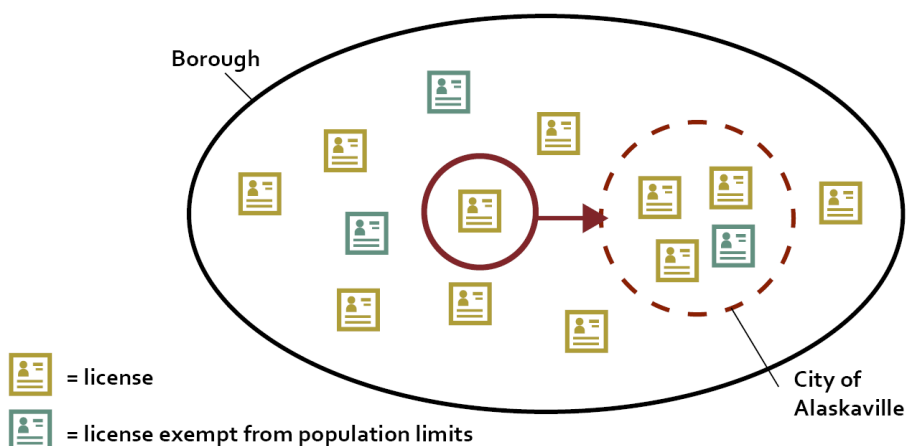 Borough
= license
= license exempt from population limits
City of
Alaskaville